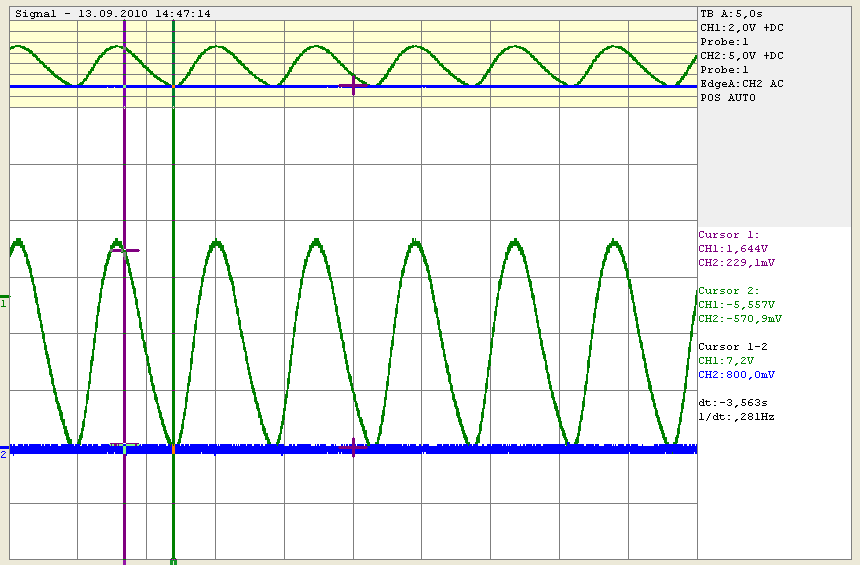 Signal - 13.09.2010 14:47:14
TB A:5,0s
CH1:2,0V +DC
Probe:1
CH2:5,0V +DC
Probe:1
EdgeA:CH2 AC
POS AUTO
Cursor 1:
CH1:1,644V
CH2:229,1mV
Cursor 2:
CH1:-5,557V
CH2:-570,9mV
Cursor 1-2
CH1:7,2V
CH2:800,0mV
dt:-3,563s
1/dt:,281Hz
1
2